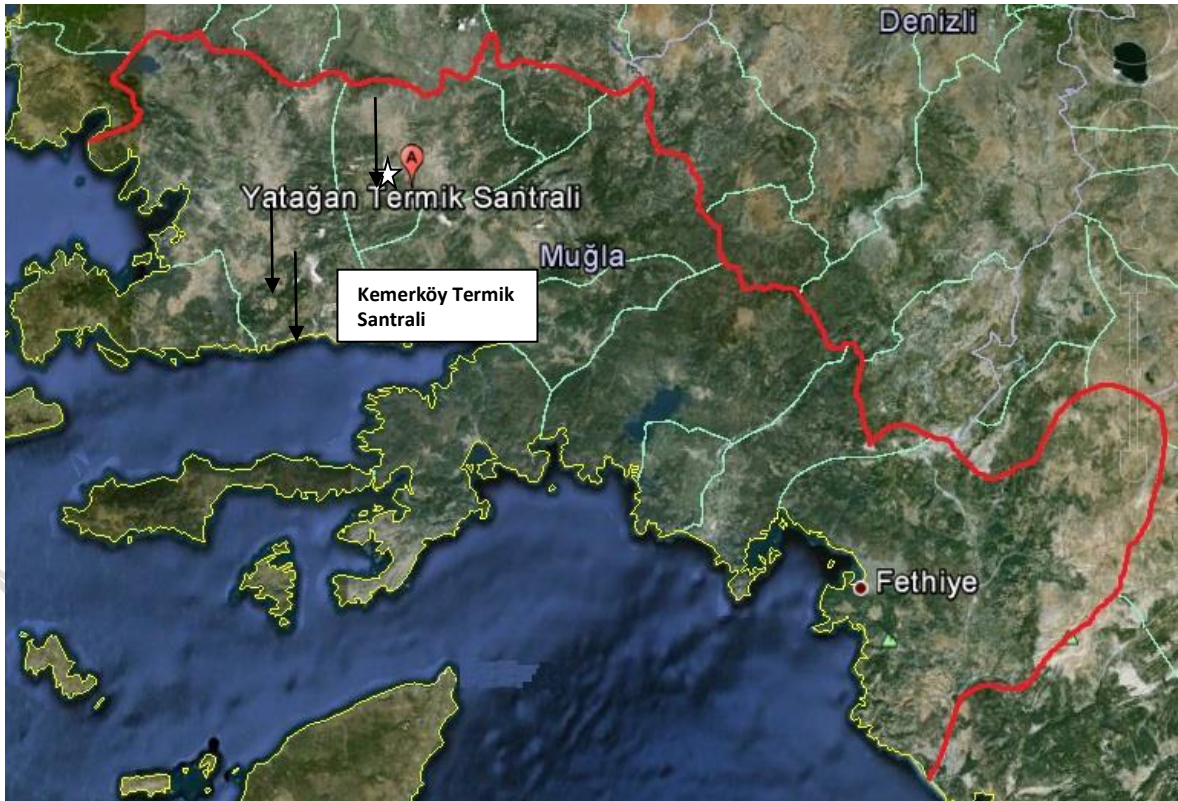 Denizli
A
Yatağan Termik Santrali
Muğla
Kemerköy Termik
Santrali
Fethiye